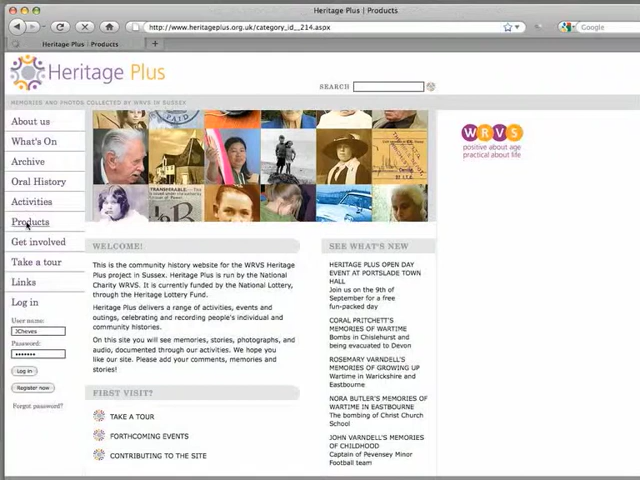 Heritage Plus | Products
http://www.heritageplus.org.uk/category_id__214.aspx
Google
Heritage Plus | Products
Heritage Plus
SEARCH
MEMORIES AND PHOTOS COLLECTED BY WRVS IN SUSSEX
About us
What's On
Archive
Oral History
Activities
Products
Get involved
Take a tour
Links
Log in
User name:
JCheves
Password:
Log in
Register now
Forgot password?
PAID
WRVS
positive about age
practical about life
WELCOME!
This is the community history website for the WRVS Heritage
Plus project in Sussex. Heritage Plus is run by the National
Charity WRVS. It is currently funded by the National Lottery,
through the Heritage Lottery Fund.
Heritage Plus delivers a range of activities, events and
outings, celebrating and recording people's individual and
community histories.
On this site you will see memories, stories, photographs, and
audio, documented through our activities. We hope you
like our site. Please add your comments, memories and
stories!
FIRST VISIT?
TAKE A TOUR
FORTHCOMING EVENTS
CONTRIBUTING TO THE SITE
SEE WHAT'S NEW
HERITAGE PLUS OPEN DAY
EVENT AT PORTSLADE TOWN
HALL
Join us on the 9th of
September for a free
fun-packed day
CORAL PRITCHETT'S
MEMORIES OF WARTIME
Bombs in Chislehurst and
being evacuated to Devon
ROSEMARY VARNDELL'S
MEMORIES OF GROWING UP
Wartime in Warickshire and
Eastbourne
NORA BUTLER'S MEMORIES OF
WARTIME IN EASTBOURNE
The bombing of Christ Church
School
JOHN VARNDELL'S MEMORIES
OF CHILDHOOD
Captain of Pevensey Minor
Football team